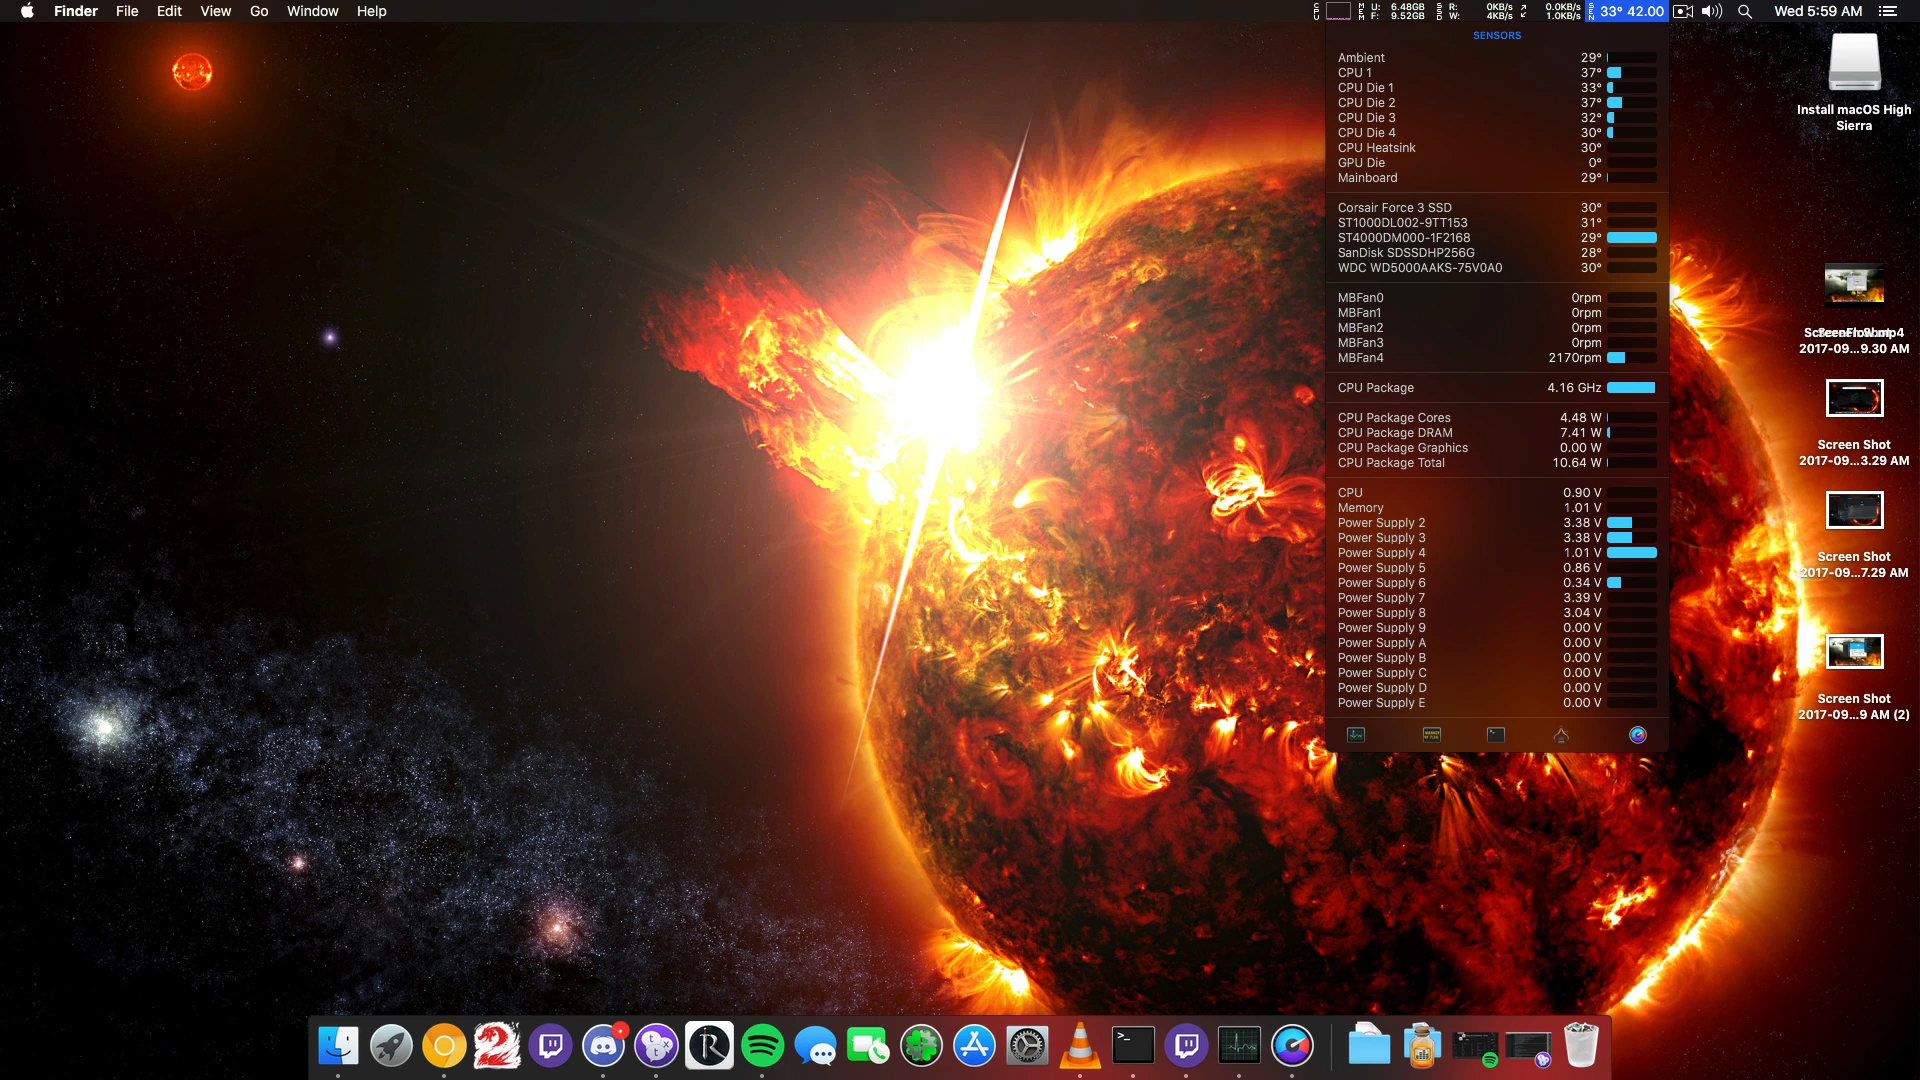 Finder File Edit View Go Window Help
CPU MEM U: 6.48GB SSD R: 0KB/s 0.0KB/s SEN 33° 42.00 Wed 5:59 AM
F: 9.52GB W: 4KB/s 1.0KB/s
SENSORS
Ambient 29°
CPU 1 37°
CPU Die 1 33°
CPU Die 2 37°
CPU Die 3 32°
CPU Die 4 30°
CPU Heatsink 30°
GPU Die 0°
Mainboard 29°
Corsair Force 3 SSD 30°
ST1000DL002-9TT153 31°
ST4000DM000-1F2168 29°
SanDisk SDSSDHP256G 28°
WDC WD5000AAKS-75V0A0 30°
MBFan0 0rpm
MBFan1 0rpm
MBFan2 0rpm
MBFan3 0rpm
MBFan4 2170rpm
CPU Package 4.16 GHz
CPU Package Cores 4.48 W
CPU Package DRAM 7.41 W
CPU Package Graphics 0.00 W
CPU Package Total 10.64 W
CPU 0.90 V
Memory 1.01 V
Power Supply 2 3.38 V
Power Supply 3 3.38 V
Power Supply 4 1.01 V
Power Supply 5 0.86 V
Power Supply 6 0.34 V
Power Supply 7 3.39 V
Power Supply 8 3.04 V
Power Supply 9 0.00 V
Power Supply A 0.00 V
Power Supply B 0.00 V
Power Supply C 0.00 V
Power Supply D 0.00 V
Power Supply E 0.00 V
Install macOS High
Sierra
2017-09...9.30 AM
Screen Shot
2017-09...3.29 AM
Screen Shot
2017-09...7.29 AM
Screen Shot
2017-09...9 AM (2)